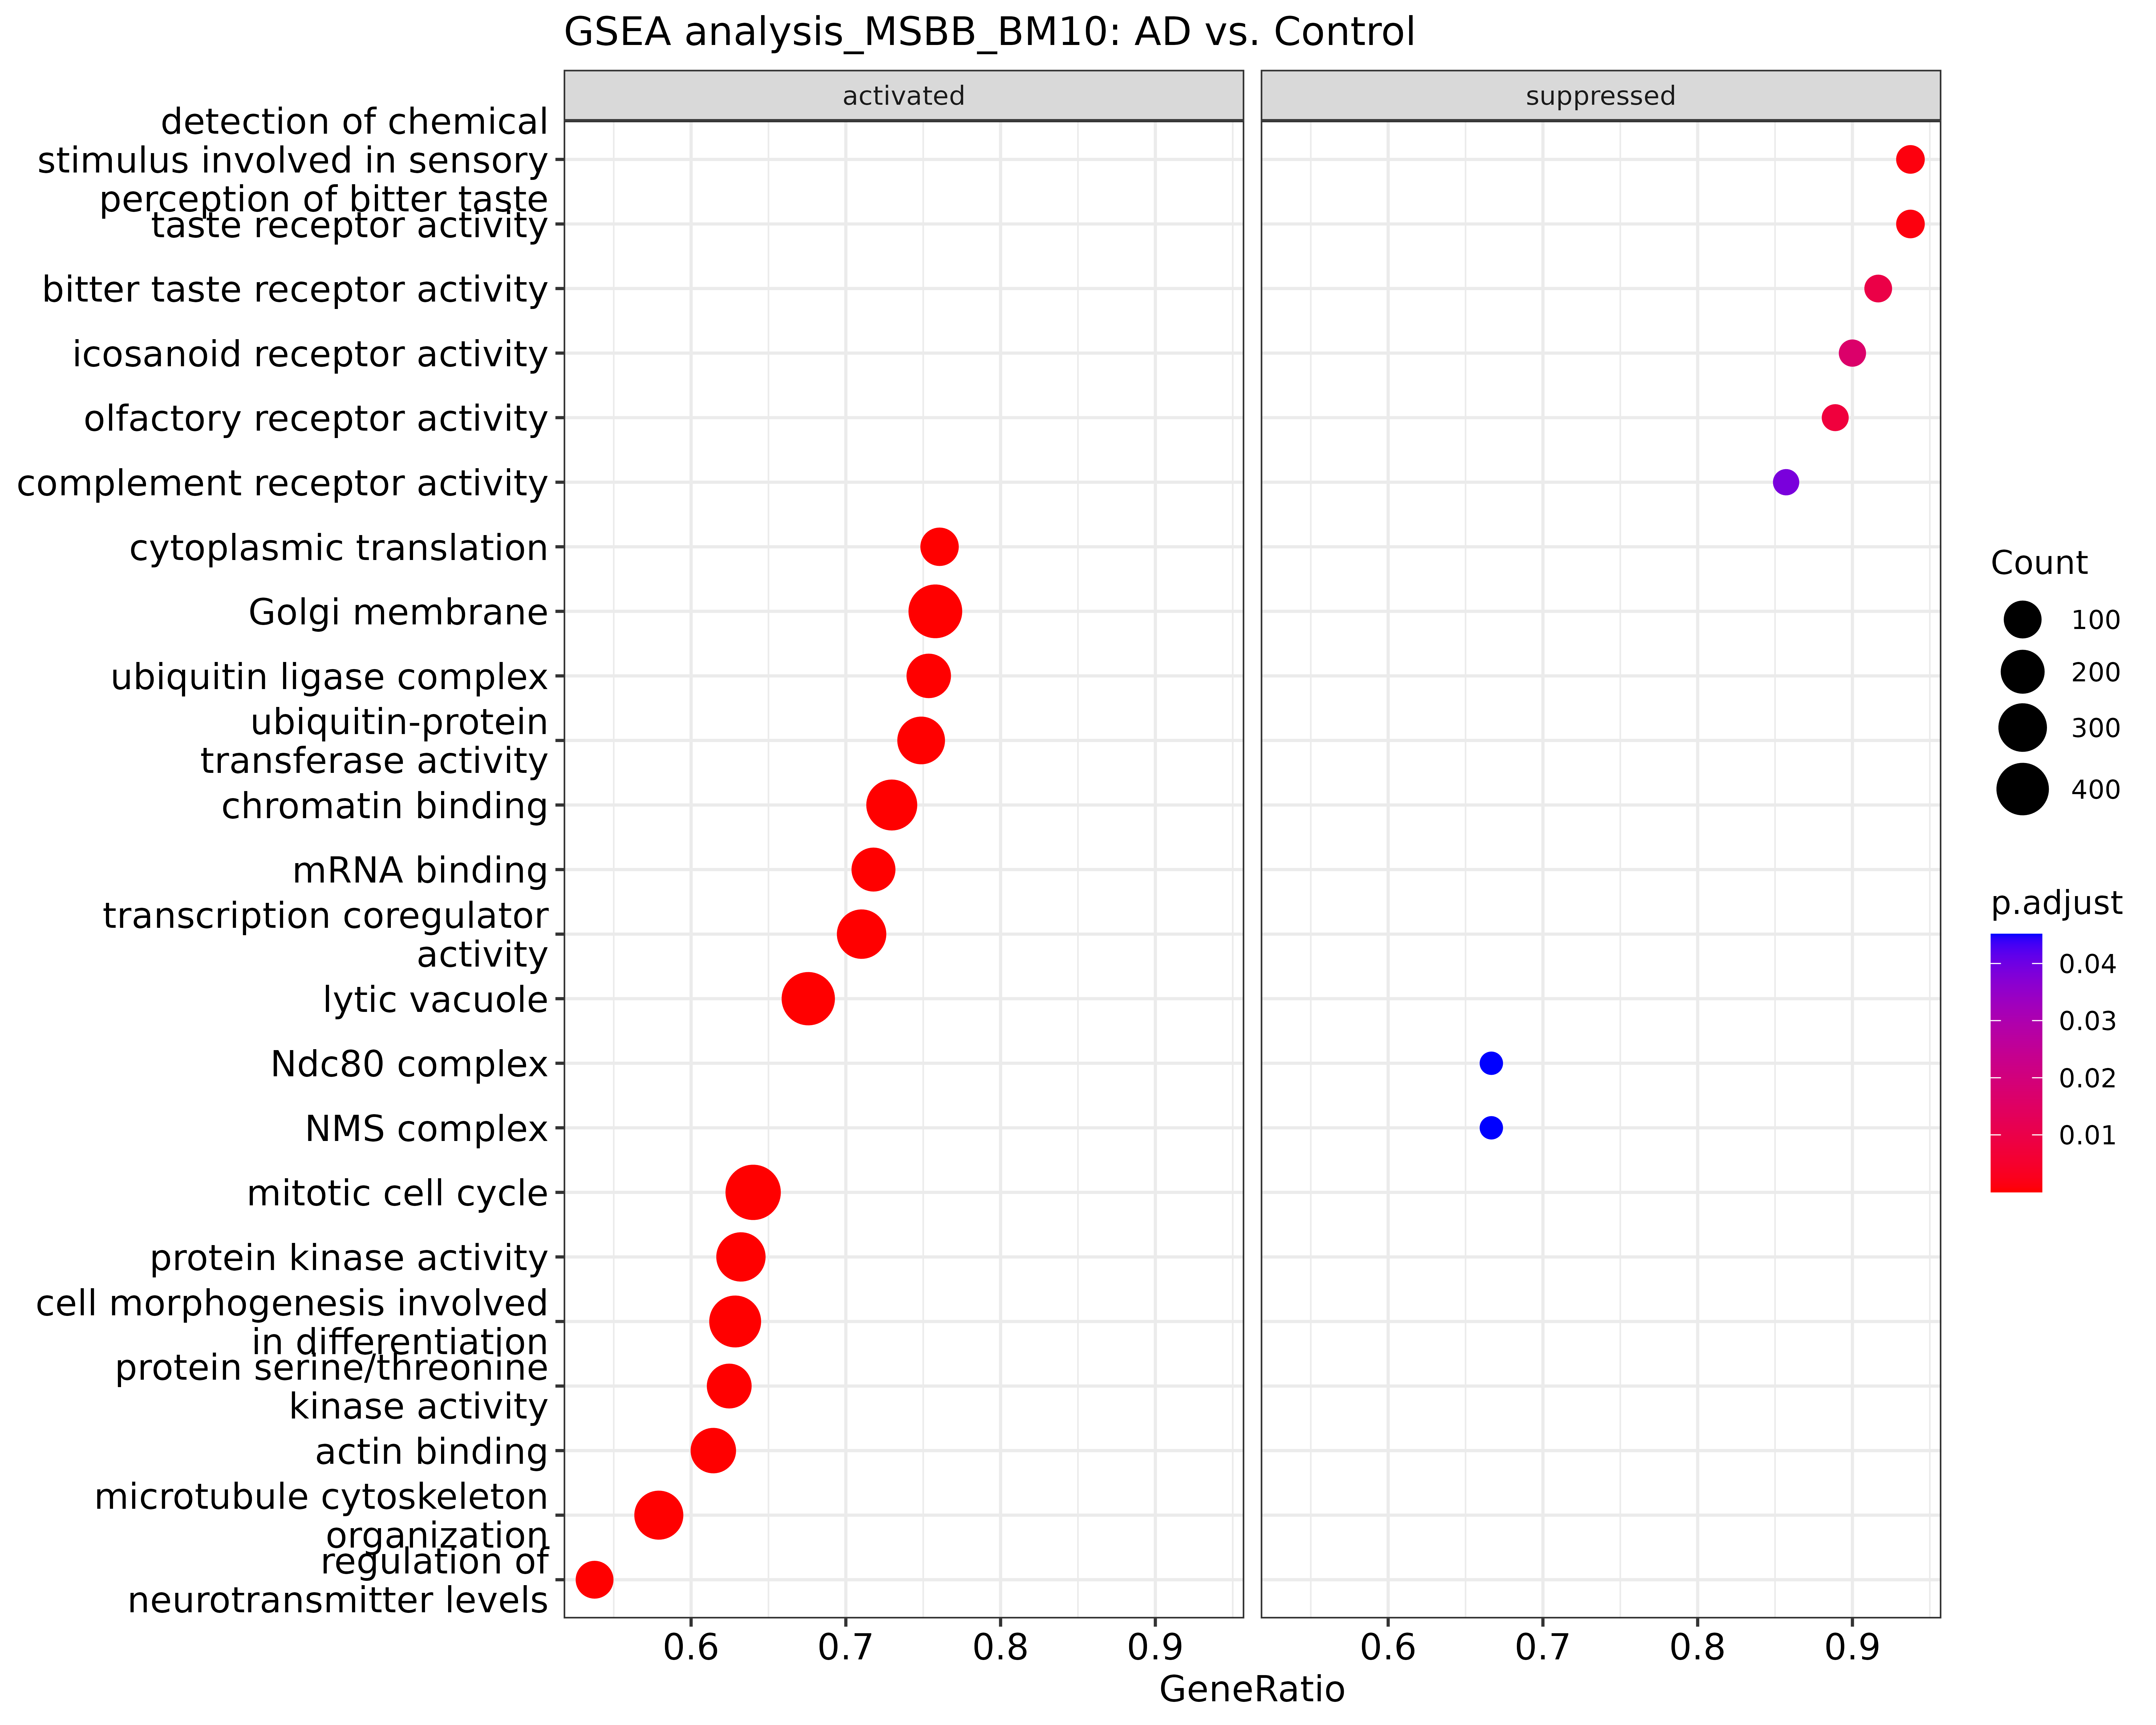 GSEA analysis_MSBB_BM10: AD vs. Control
activated
suppressed
detection of chemical
stimulus involved in sensory
perception of bitter taste
taste receptor activity
bitter taste receptor activity
icosanoid receptor activity
olfactory receptor activity
complement receptor activity
cytoplasmic translation
Golgi membrane
ubiquitin ligase complex
ubiquitin-protein
transferase activity
chromatin binding
mRNA binding
transcription coregulator
activity
lytic vacuole
Ndc80 complex
NMS complex
mitotic cell cycle
protein kinase activity
cell morphogenesis involved
in differentiation
protein serine/threonine
kinase activity
actin binding
microtubule cytoskeleton
organization
regulation of
neurotransmitter levels
0.6 0.7 0.8 0.9
0.6 0.7 0.8 0.9
GeneRatio
Count
100
200
300
400
p.adjust
0.04
0.03
0.02
0.01